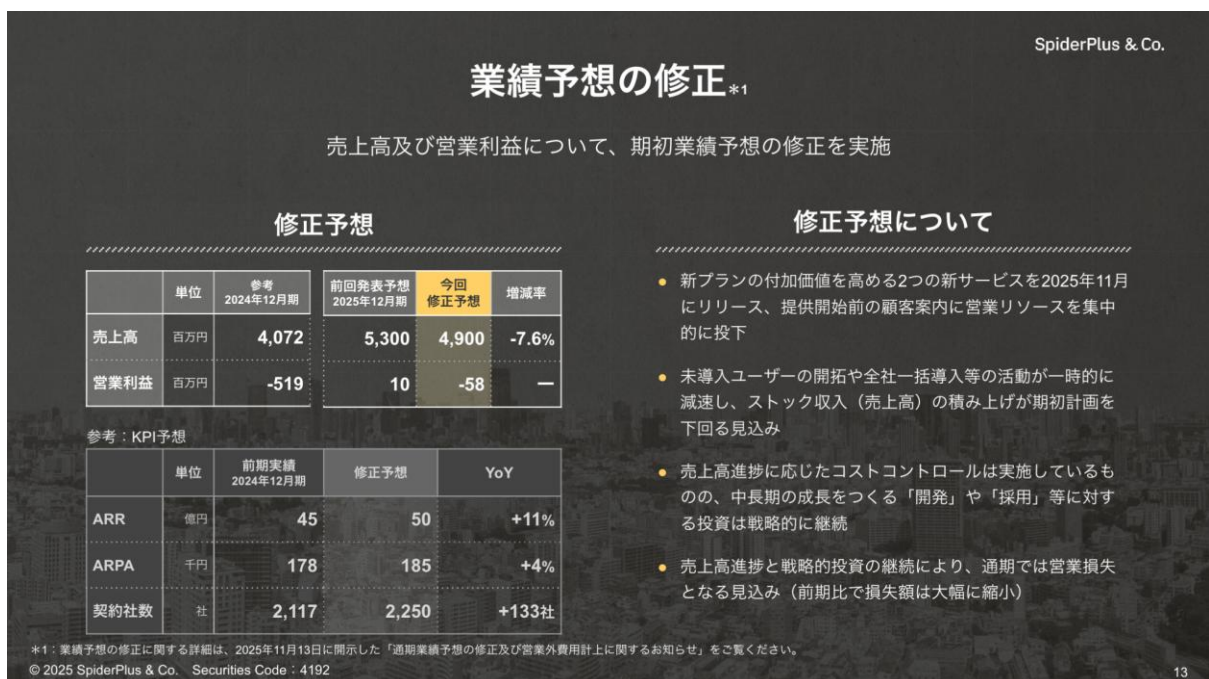 SpiderPlus & Co.
業績予想の修正*1
売上高及び営業利益について、期初業績予想の修正を実施
修正予想
単位 参考 2024年12月期 前回発表予想 2025年12月期 今回 修正予想 増減率
売上高 百万円 4,072 5,300 4,900 -7.6%
営業利益 百万円 -519 10 -58 ー
参考：KPI予想
単位 前期実績 2024年12月期 修正予想 YoY
ARR 億円 45 50 +11%
ARPA 千円 178 185 +4%
契約社数 社 2,117 2,250 +133社
修正予想について
● 新プランの付加価値を高める2つの新サービスを2025年11月
にリリース、提供開始前の顧客案内に営業リソースを集中
的に投下
● 未導入ユーザーの開拓や全社一括導入等の活動が一時的に
減速し、ストック収入（売上高）の積み上げが期初計画を
下回る見込み
● 売上高進捗に応じたコストコントロールは実施しているも
のの、中長期の成長をつくる「開発」や「採用」等に対す
る投資は戦略的に継続
● 売上高進捗と戦略的投資の継続により、通期では営業損失
となる見込み（前期比で損失額は大幅に縮小）
*1：業績予想の修正に関する詳細は、2025年11月13日に開示した「通期業績予想の修正及び営業外費用計上に関するお知らせ」をご覧ください。
© 2025 SpiderPlus & Co. Securities Code：4192
13